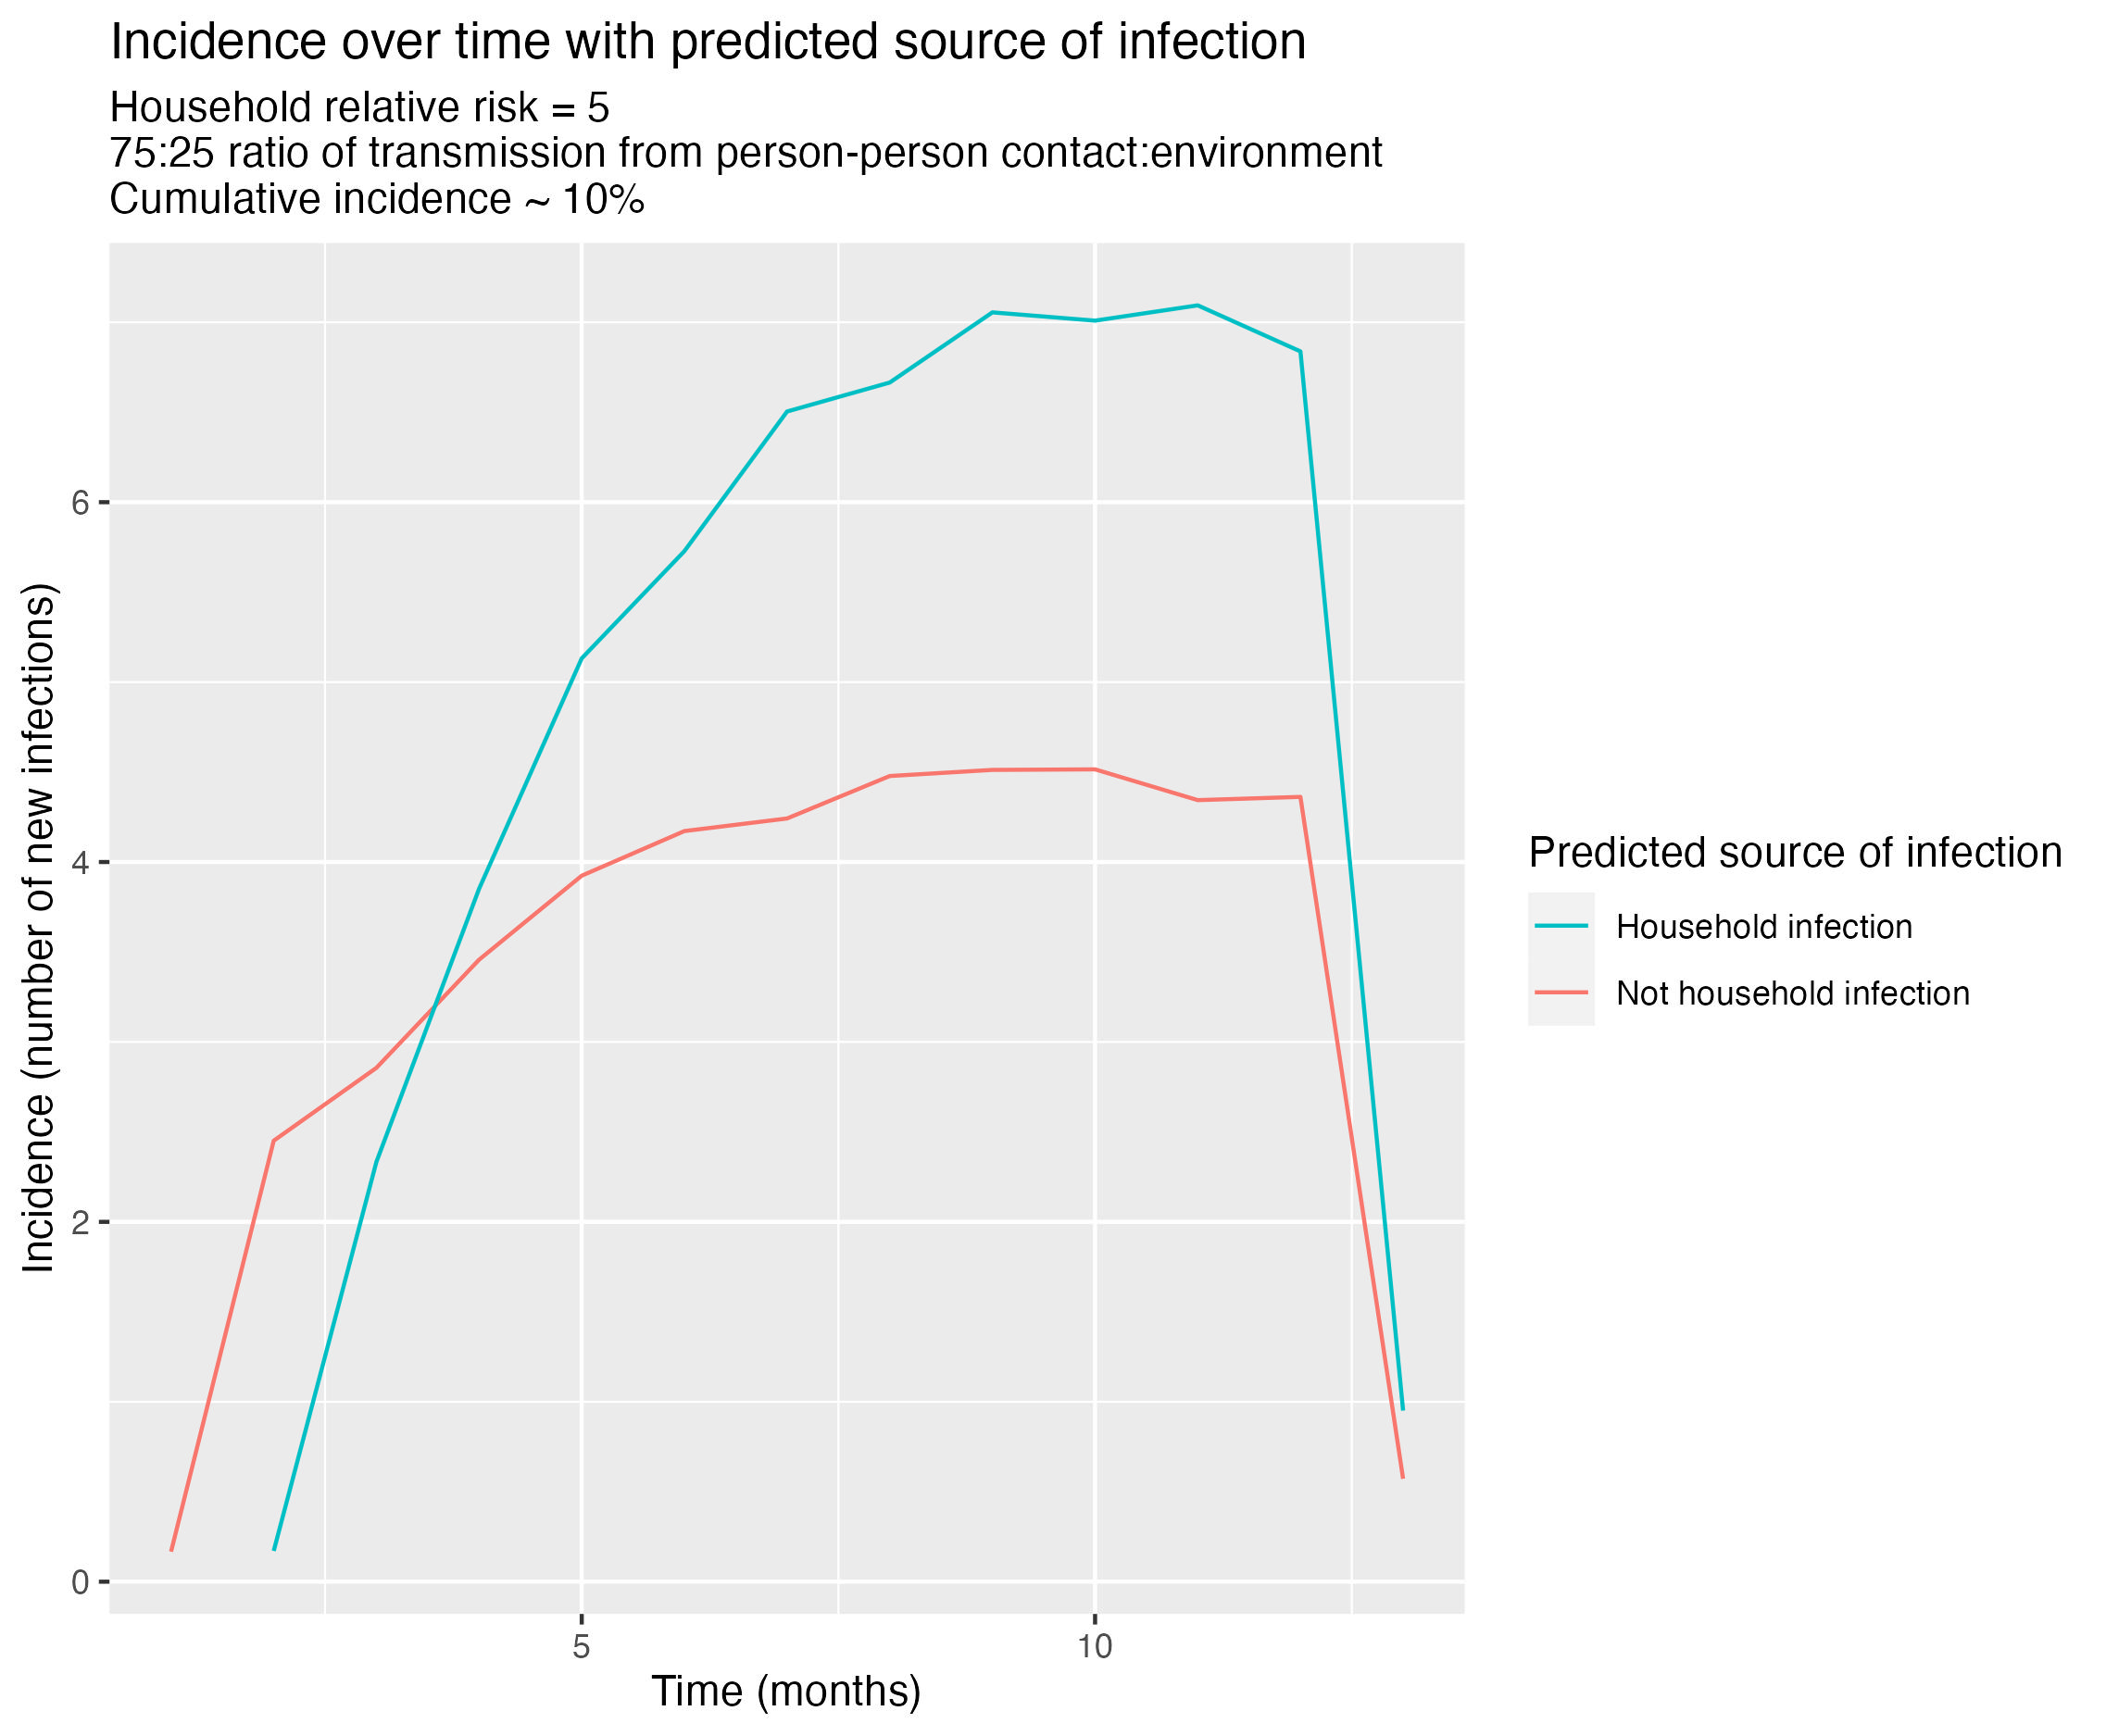 Incidence over time with predicted source of infection
Household relative risk = 5
75:25 ratio of transmission from person-person contact:environment
Cumulative incidence ~ 10%
Incidence (number of new infections)
6
4
2
0
5
10
Time (months)
Predicted source of infection
Household infection
Not household infection